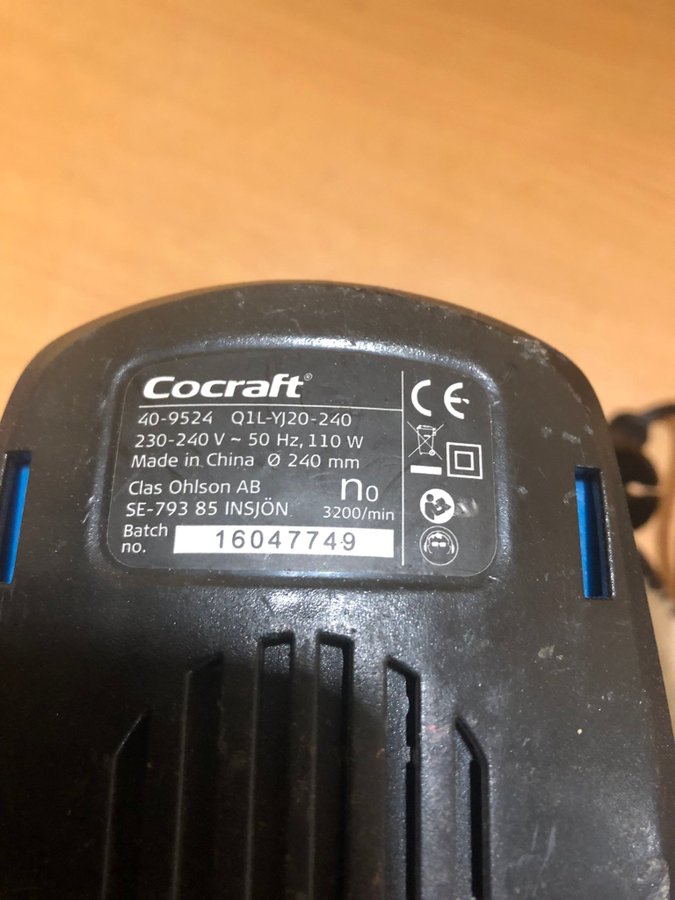 Cocraft®
40-9524 Q1L-YJ20-240
230-240 V ~ 50 Hz, 110 W
Made in China Ø 240 mm
Clas Ohlson AB
SE-793 85 INSJÖN
n0
3200/min
Batch no. 16047749
CE